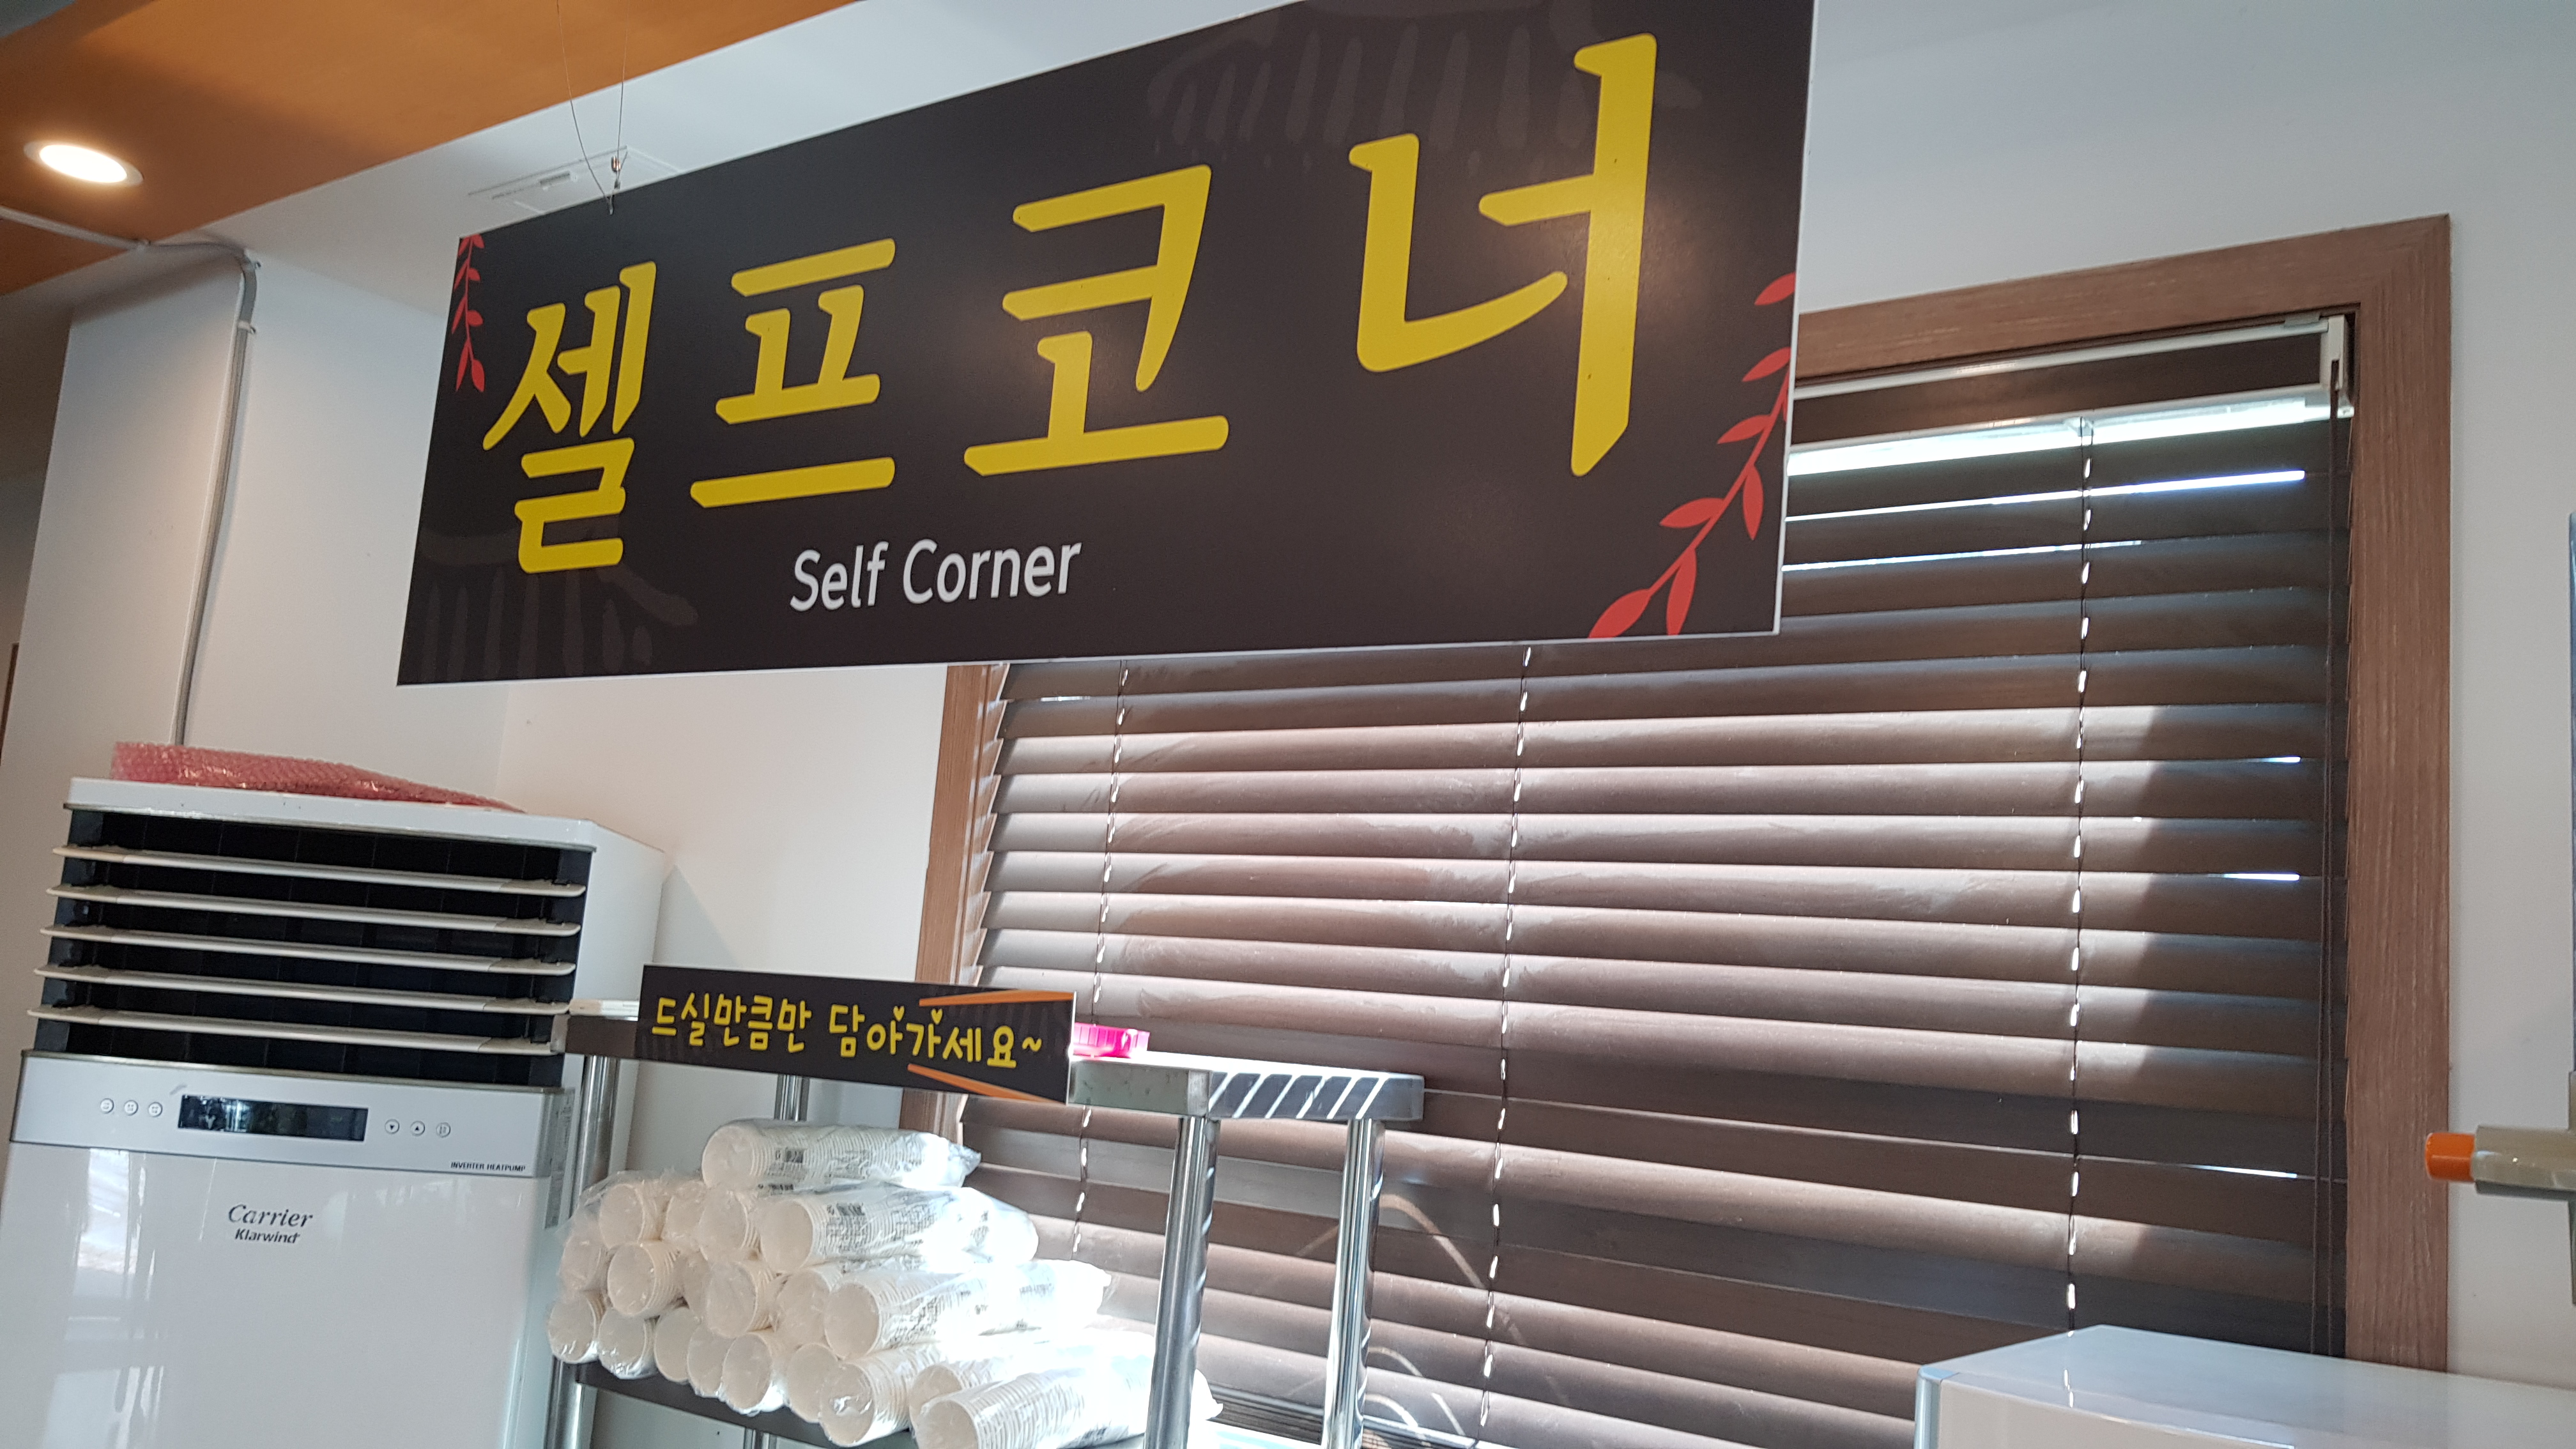 셀프코너
Self Corner
드실만큼만 담아가세요~
INVERTER HEATPUMP
Carrier
Klarwind